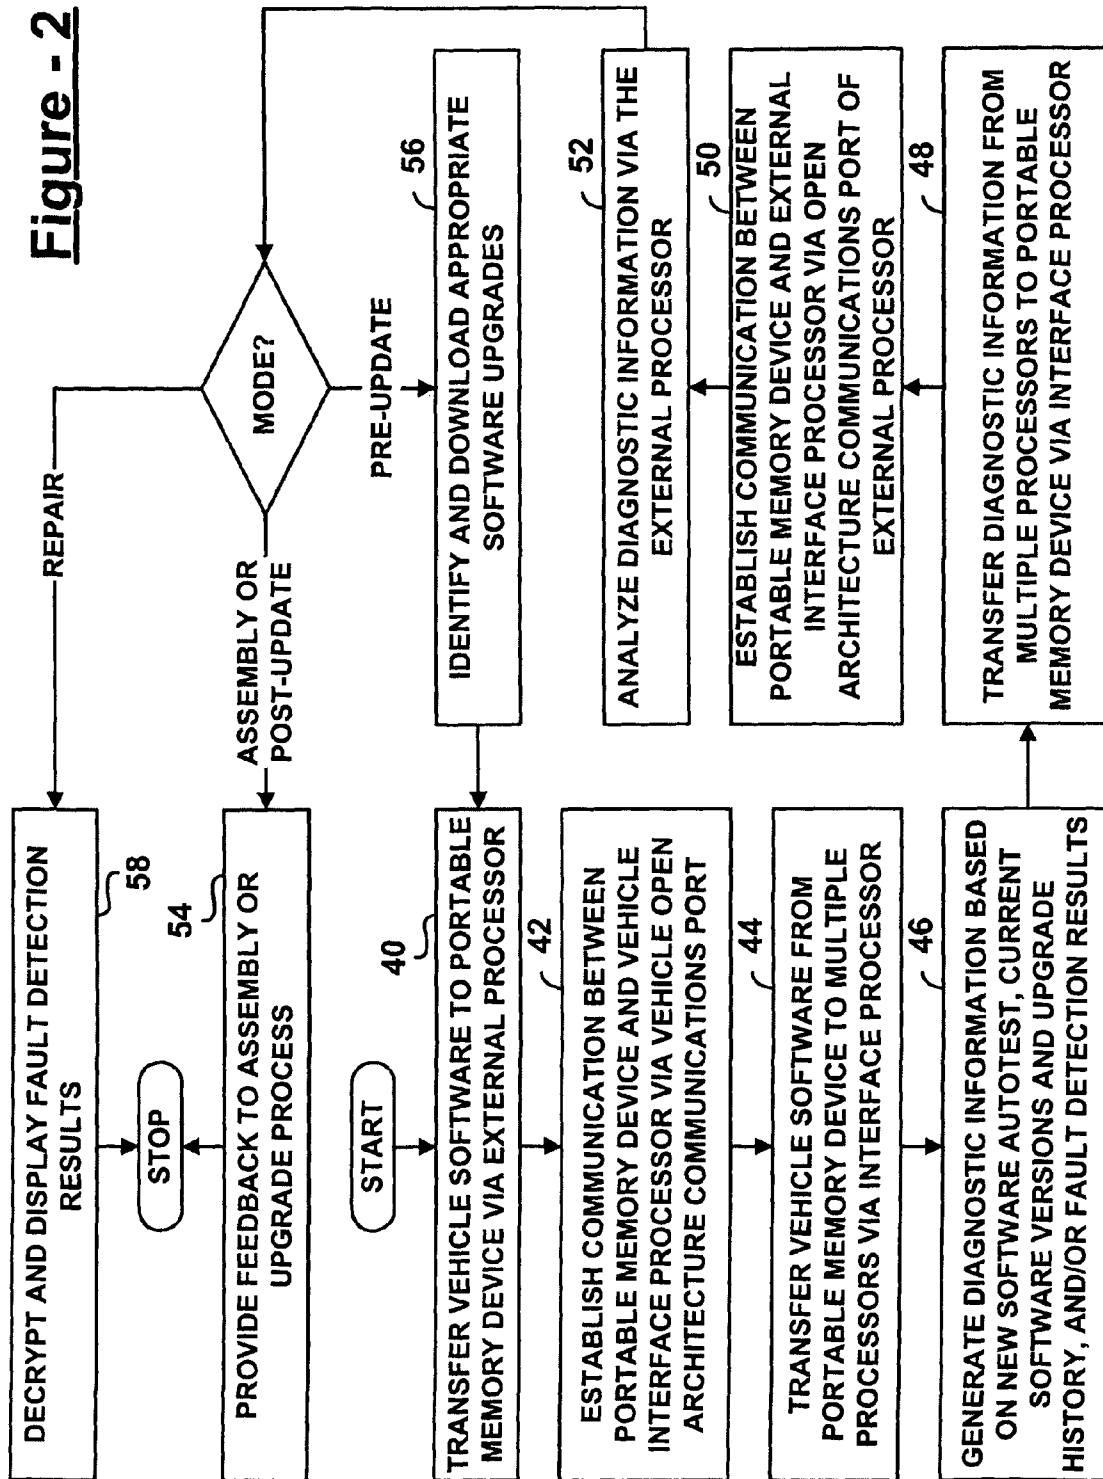 Figure - 2
DECRYPT AND DISPLAY FAULT DETECTION
RESULTS
58
STOP
54
PROVIDE FEEDBACK TO ASSEMBLY OR
UPGRADE PROCESS
START
40
TRANSFER VEHICLE SOFTWARE TO PORTABLE
MEMORY DEVICE VIA EXTERNAL PROCESSOR
42
ESTABLISH COMMUNICATION BETWEEN
PORTABLE MEMORY DEVICE AND VEHICLE
INTERFACE PROCESSOR VIA VEHICLE OPEN
ARCHITECTURE COMMUNICATIONS PORT
44
TRANSFER VEHICLE SOFTWARE FROM
PORTABLE MEMORY DEVICE TO MULTIPLE
PROCESSORS VIA INTERFACE PROCESSOR
46
GENERATE DIAGNOSTIC INFORMATION BASED
ON NEW SOFTWARE AUTOTEST, CURRENT
SOFTWARE VERSIONS AND UPGRADE
HISTORY, AND/OR FAULT DETECTION RESULTS
REPAIR
ASSEMBLY OR
POST-UPDATE
MODE?
PRE-UPDATE
56
IDENTIFY AND DOWNLOAD APPROPRIATE
SOFTWARE UPGRADES
52
ANALYZE DIAGNOSTIC INFORMATION VIA THE
EXTERNAL PROCESSOR
50
ESTABLISH COMMUNICATION BETWEEN
PORTABLE MEMORY DEVICE AND EXTERNAL
INTERFACE PROCESSOR VIA OPEN
ARCHITECTURE COMMUNICATIONS PORT OF
EXTERNAL PROCESSOR
48
TRANSFER DIAGNOSTIC INFORMATION FROM
MULTIPLE PROCESSORS TO PORTABLE
MEMORY DEVICE VIA INTERFACE PROCESSOR